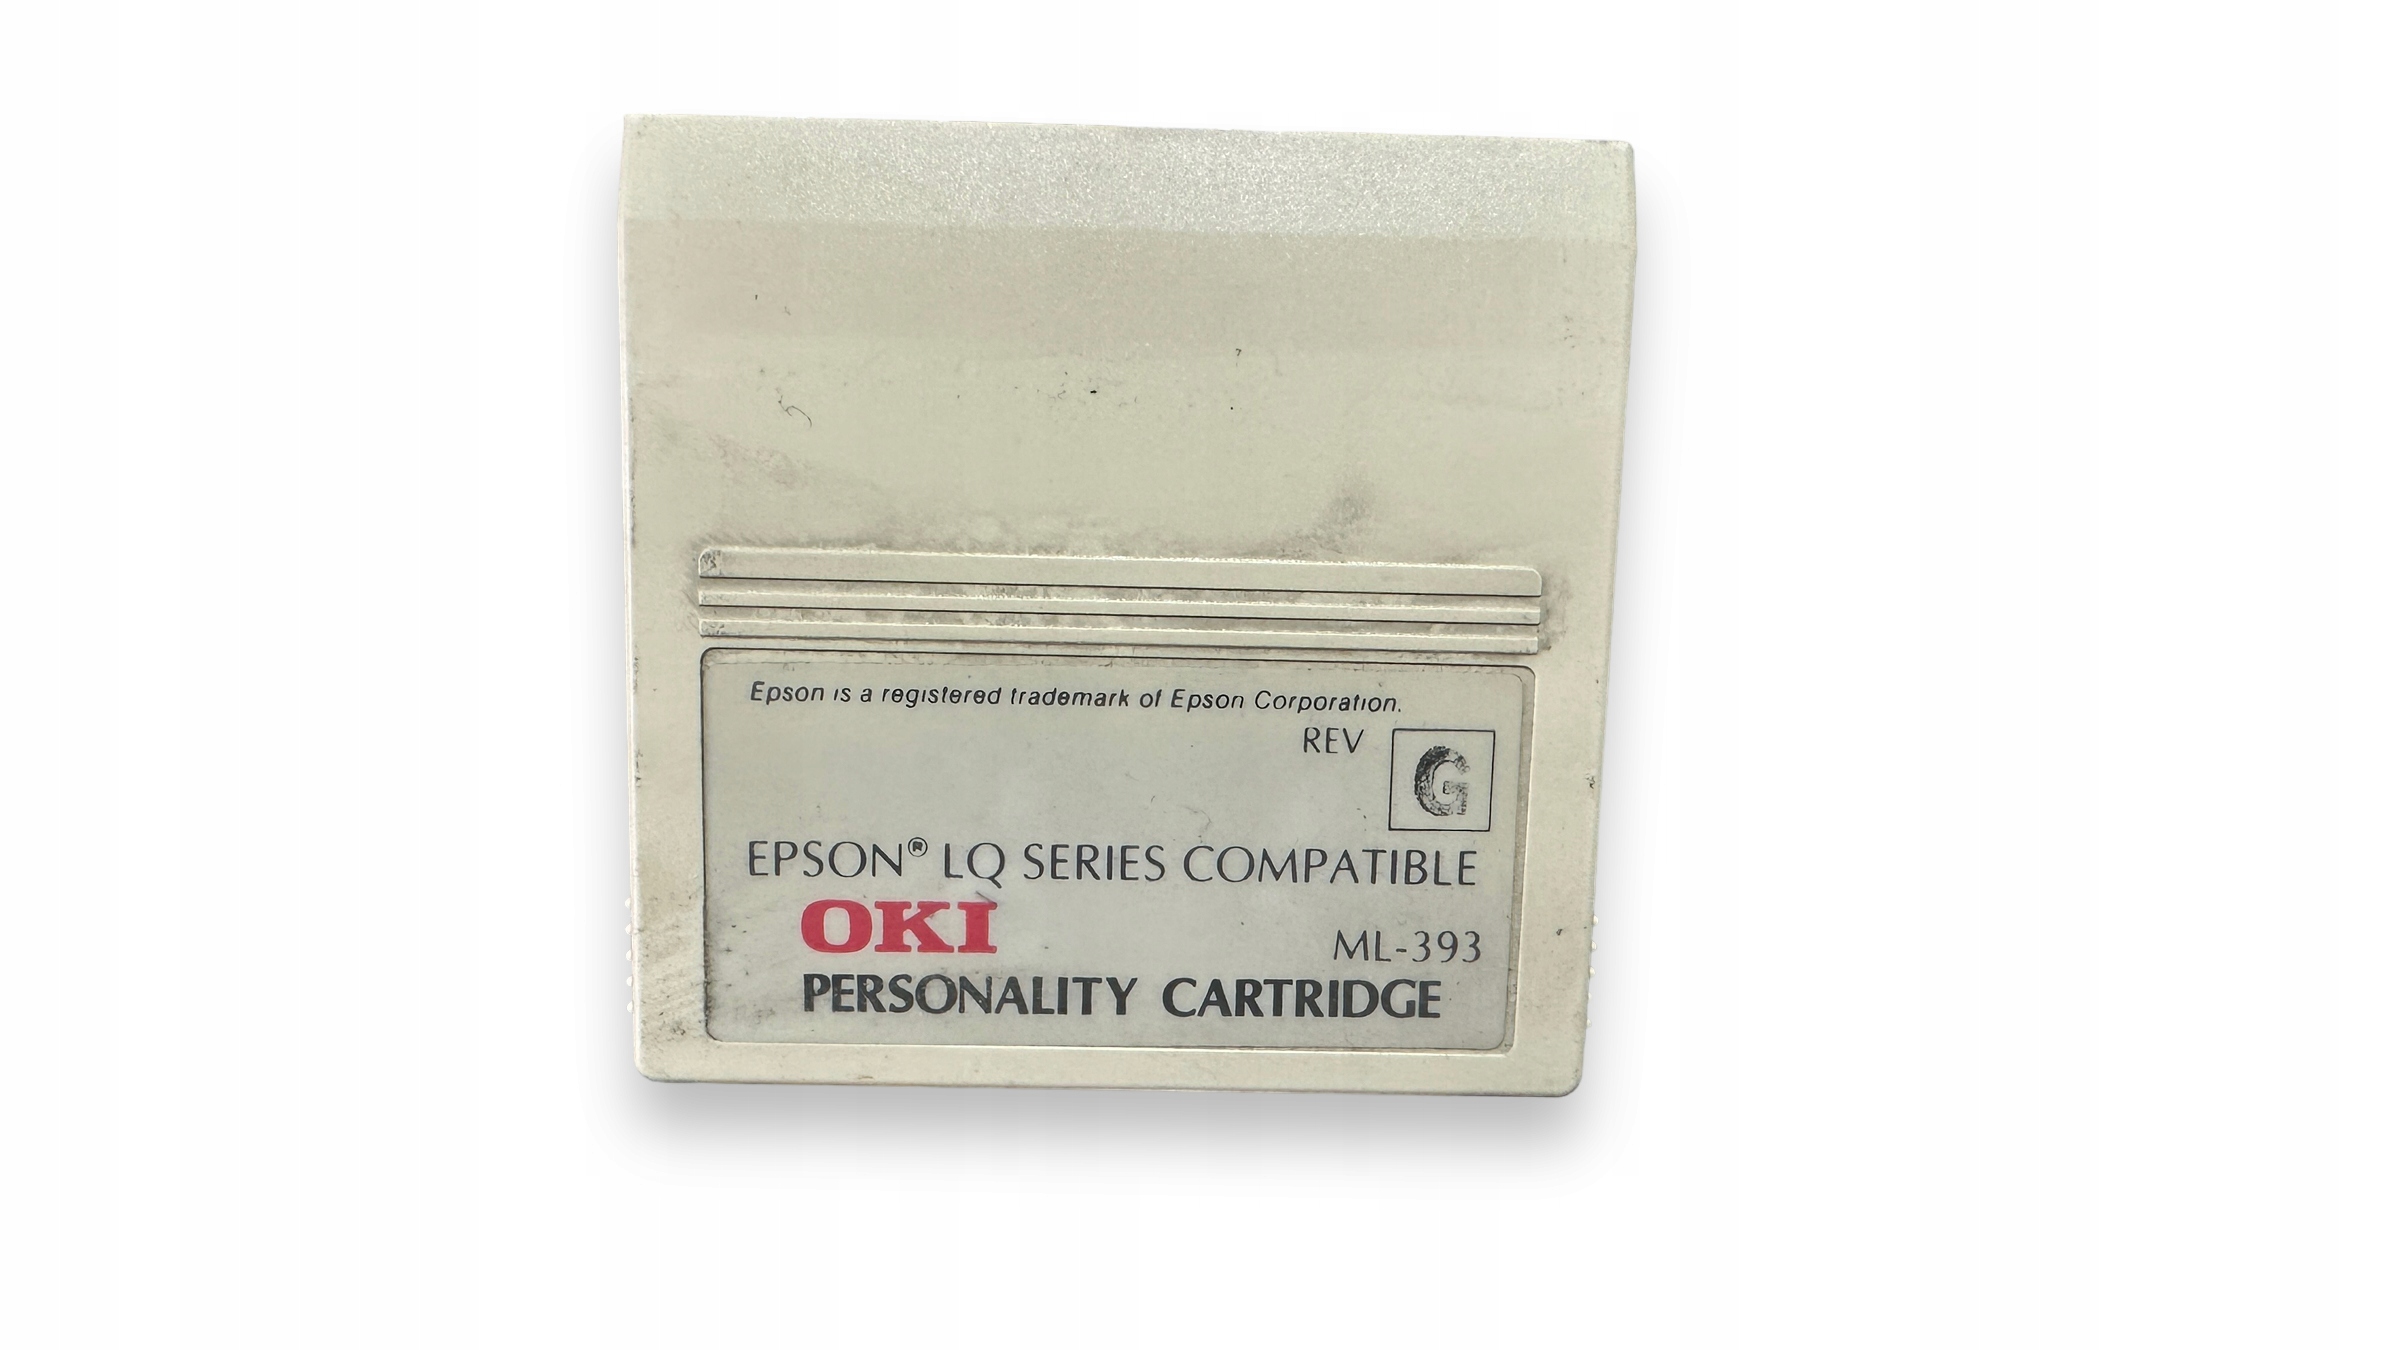 Epson is a registered trademark of Epson Corporation.
REV G
EPSON® LQ SERIES COMPATIBLE
OKI ML-393
PERSONALITY CARTRIDGE